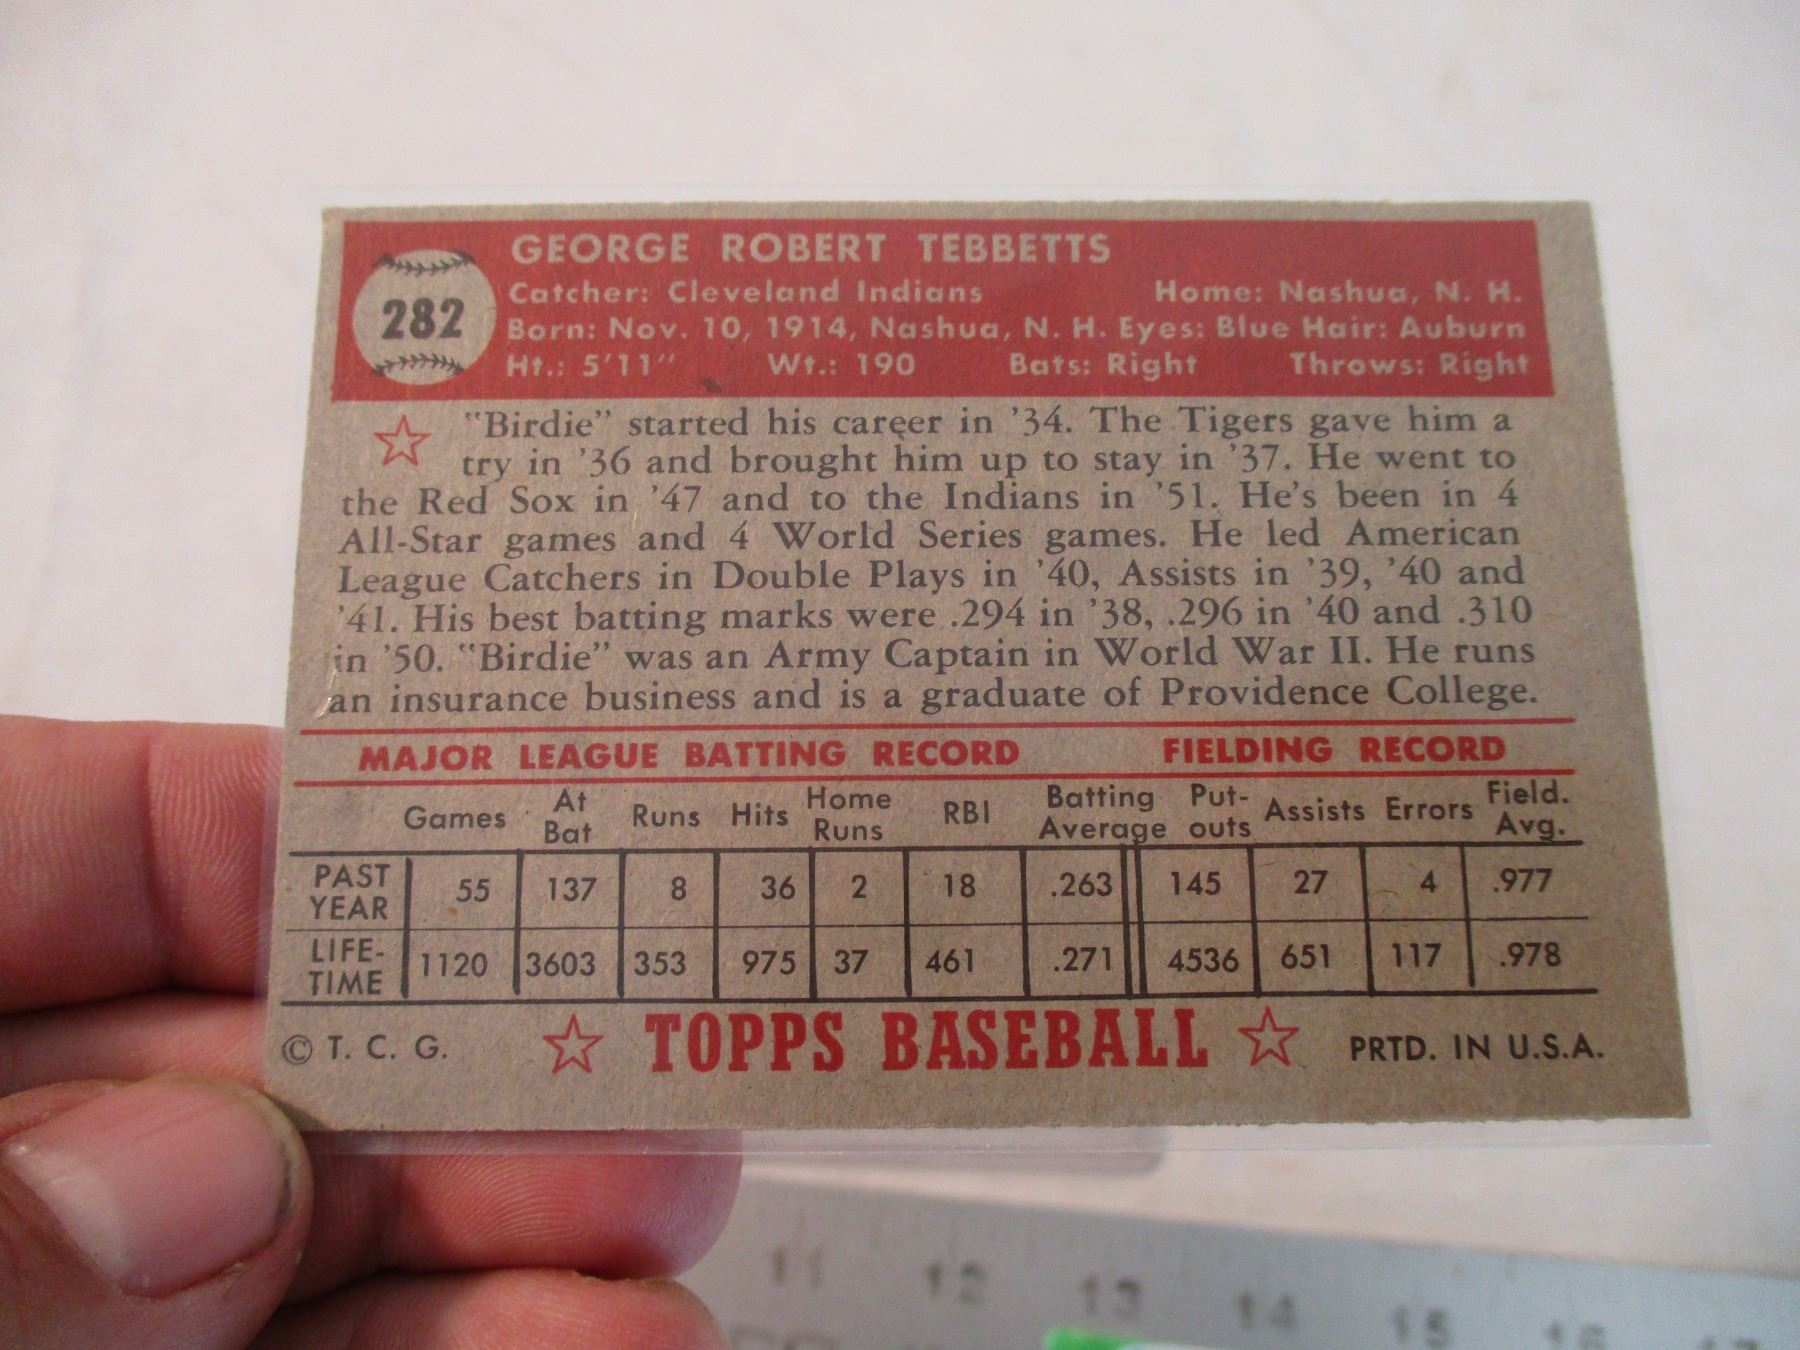 282
GEORGE ROBERT TEBBETTS
Catcher: Cleveland Indians Home: Nashua, N. H.
Born: Nov. 10, 1914, Nashua, N. H. Eyes: Blue Hair: Auburn
Ht.: 5'11" Wt.: 190 Bats: Right Throws: Right
"Birdie" started his career in '34. The Tigers gave him a
try in '36 and brought him up to stay in '37. He went to
the Red Sox in '47 and to the Indians in '51. He's been in 4
All-Star games and 4 World Series games. He led American
League Catchers in Double Plays in '40, Assists in '39, '40 and
'41. His best batting marks were .294 in '38, .296 in '40 and .310
in '50. "Birdie" was an Army Captain in World War II. He runs
an insurance business and is a graduate of Providence College.
MAJOR LEAGUE BATTING RECORD FIELDING RECORD
Games At Bat Runs Hits Home Runs RBI Batting Average Put-outs Assists Errors Field. Avg.
PAST YEAR 55 137 8 36 2 18 .263 145 27 4 .977
LIFE-TIME 1120 3603 353 975 37 461 .271 4536 651 117 .978
© T. C. G. TOPPS BASEBALL PRTD. IN U.S.A.
11 12 13 14 15 16 17